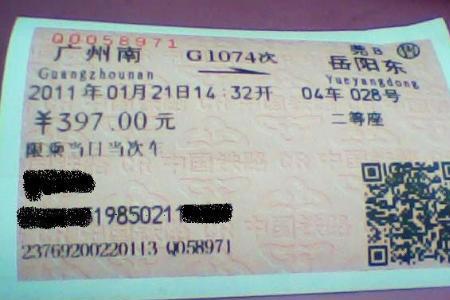 Q0058971
莞B
广州南 G1074次 岳阳东
Guangzhounan Yueyangdong
2011年01月21日14:32开 04车028号
¥397.00元 二等座
限乘当日当次车
19850211
23769200220113 Q058971